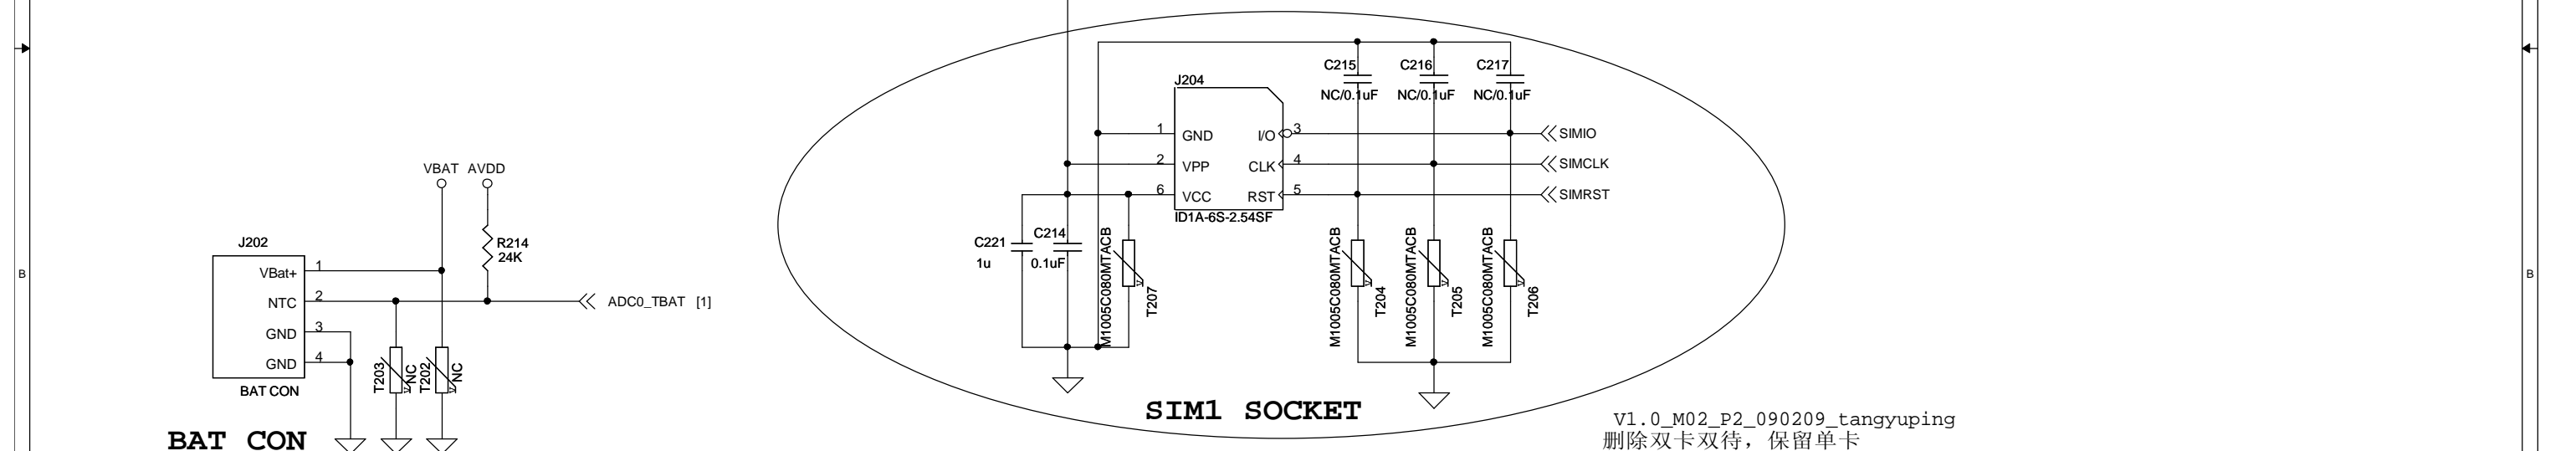 B
VBAT AVDD
J202
VBat+ 1
NTC 2
GND 3
GND 4
BAT CON
R214
24K
ADC0_TBAT [1]
T203
NC
T202
NC
BAT CON
J204
1 GND
2 VPP
6 VCC
I/O 3
CLK 4
RST 5
ID1A-6S-2.54SF
C215
NC/0.1uF
C216
NC/0.1uF
C217
NC/0.1uF
SIMIO
SIMCLK
SIMRST
C221
1u
C214
0.1uF
M1005C080MTACB
T207
M1005C080MTACB
T204
M1005C080MTACB
T205
M1005C080MTACB
T206
SIM1 SOCKET
V1.0_M02_P2_090209_tangyuping
删除双卡双待，保留单卡
B